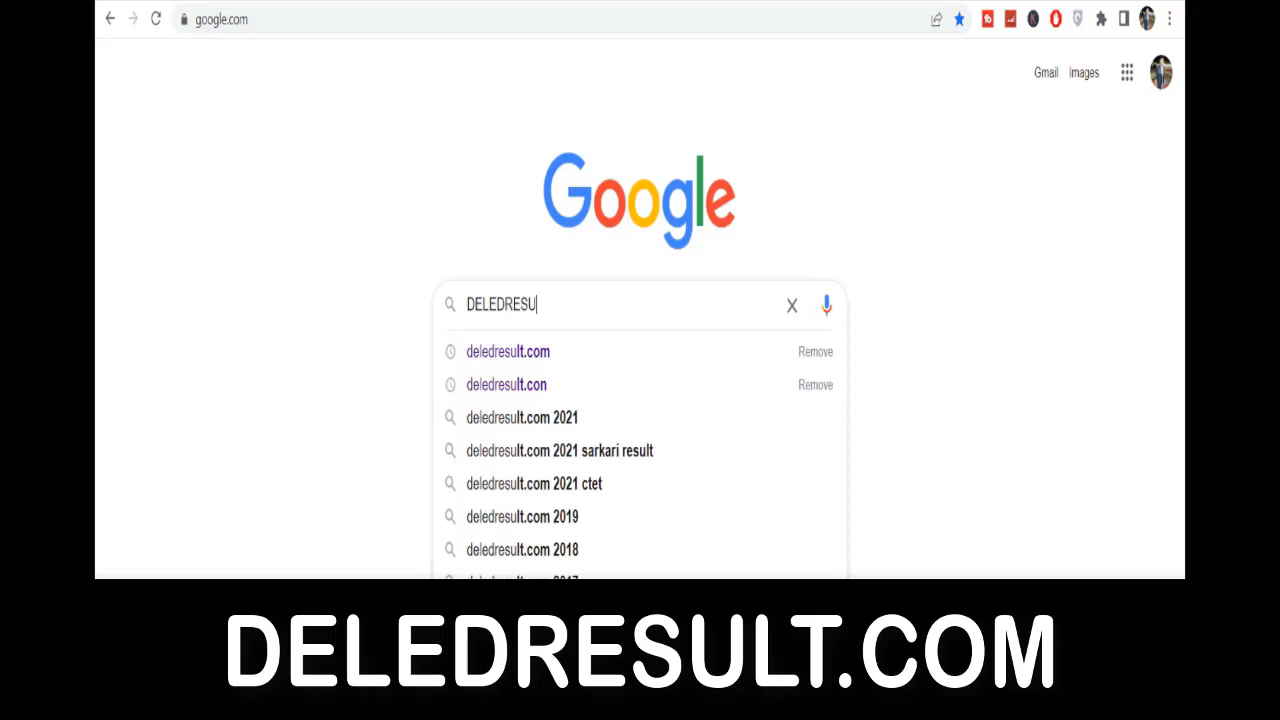 google.com
Gmail Images
Google
DELEDRESU
deledresult.com Remove
deledresult.con Remove
deledresult.com 2021
deledresult.com 2021 sarkari result
deledresult.com 2021 ctet
deledresult.com 2019
deledresult.com 2018
DELEDRESULT.COM